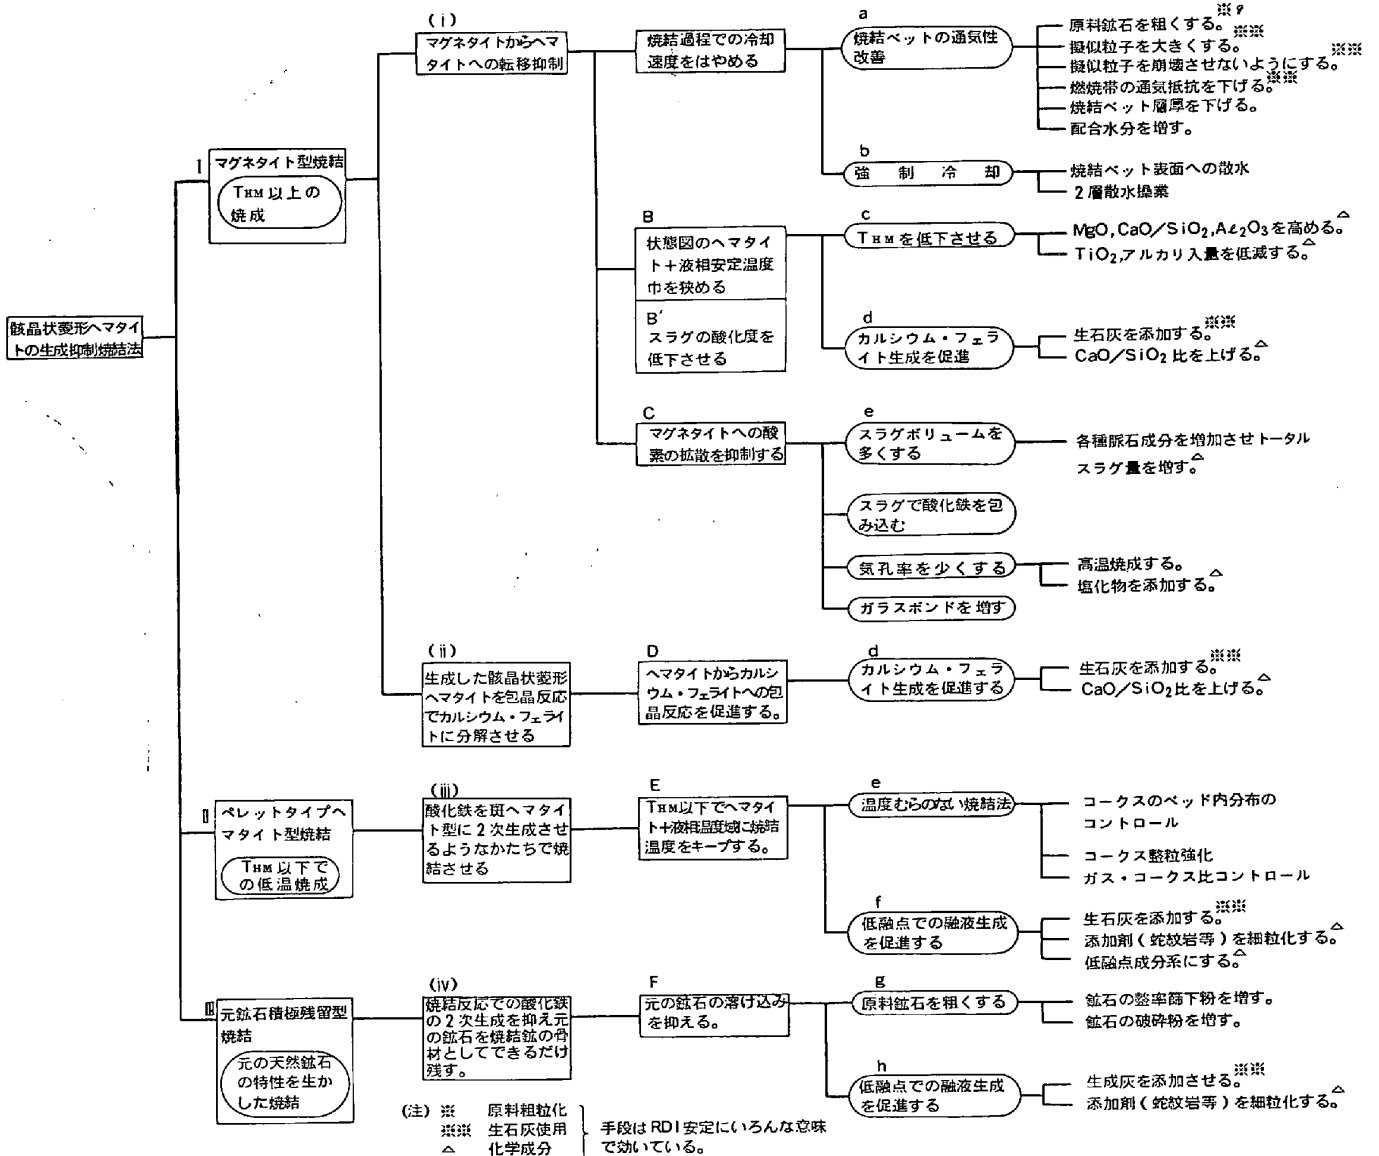 骸晶状菱形ヘマタイ
トの生成抑制焼結法
I
マグネタイト型焼結
THM以上の
焼成
(i)
マグネタイトからヘマ
タイトへの転移抑制
焼結過程での冷却
速度をはやめる
a
焼結ベットの通気性
改善
原料鉱石を粗くする。※ g
擬似粒子を大きくする。※※
擬似粒子を崩壊させないようにする。※※
燃焼帯の通気抵抗を下げる。※※
焼結ベット層厚を下げる。
配合水分を増す。
b
強制冷却
焼結ベット表面への散水
2層散水操業
B
状態図のヘマタイ
ト+液相安定温度
巾を狭める
B'
スラグの酸化度を
低下させる
c
THMを低下させる
MgO,CaO/SiO2,Al2O3を高める。△
TiO2,アルカリ入量を低減する。△
d
カルシウム・フェラ
イト生成を促進
生石灰を添加する。※※
CaO/SiO2比を上げる。△
C
マグネタイトへの酸
素の拡散を抑制する
e
スラグボリュームを
多くする
各種脈石成分を増加させトータル
スラグ量を増す。△
スラグで酸化鉄を包
み込む
気孔率を少くする
高温焼成する。
塩化物を添加する。△
ガラスボンドを増す
(ii)
生成した骸晶状菱形
ヘマタイトを包晶反応
でカルシウム・フェライ
トに分解させる
D
ヘマタイトからカルシ
ウム・フェライトへの包
晶反応を促進する。
d
カルシウム・フェラ
イト生成を促進する
生石灰を添加する。※※
CaO/SiO2比を上げる。△
II
ペレットタイプヘ
マタイト型焼結
THM以下で
の低温焼成
(iii)
酸化鉄を斑ヘマタイ
ト型に2次生成させ
るようなかたちで焼
結させる
E
THM以下でヘマタイ
ト+液相温度域に焼結
温度をキープする。
e
温度むらのない焼結法
コークスのベッド内分布の
コントロール
コークス整粒強化
ガス・コークス比コントロール
f
低融点での融液生成
を促進する
生石灰を添加する。※※
添加剤(蛇紋岩等)を細粒化する。△
低融点成分系にする。△
III
元鉱石積極残留型
焼結
元の天然鉱石
の特性を生か
した焼結
(iv)
焼結反応での酸化鉄
の2次生成を抑え元
の鉱石を焼結鉱の骨
材としてできるだけ
残す。
F
元の鉱石の溶け込み
を抑える。
g
原料鉱石を粗くする
鉱石の整率篩下粉を増す。
鉱石の破砕粉を増す。
h
低融点での融液生成
を促進する
生成灰を添加させる。※※
添加剤(蛇紋岩等)を細粒化する。△
(注) ※ 原料粗粒化
※※ 生石灰使用
△ 化学成分
手段はRDI安定にいろんな意味
で効いている。